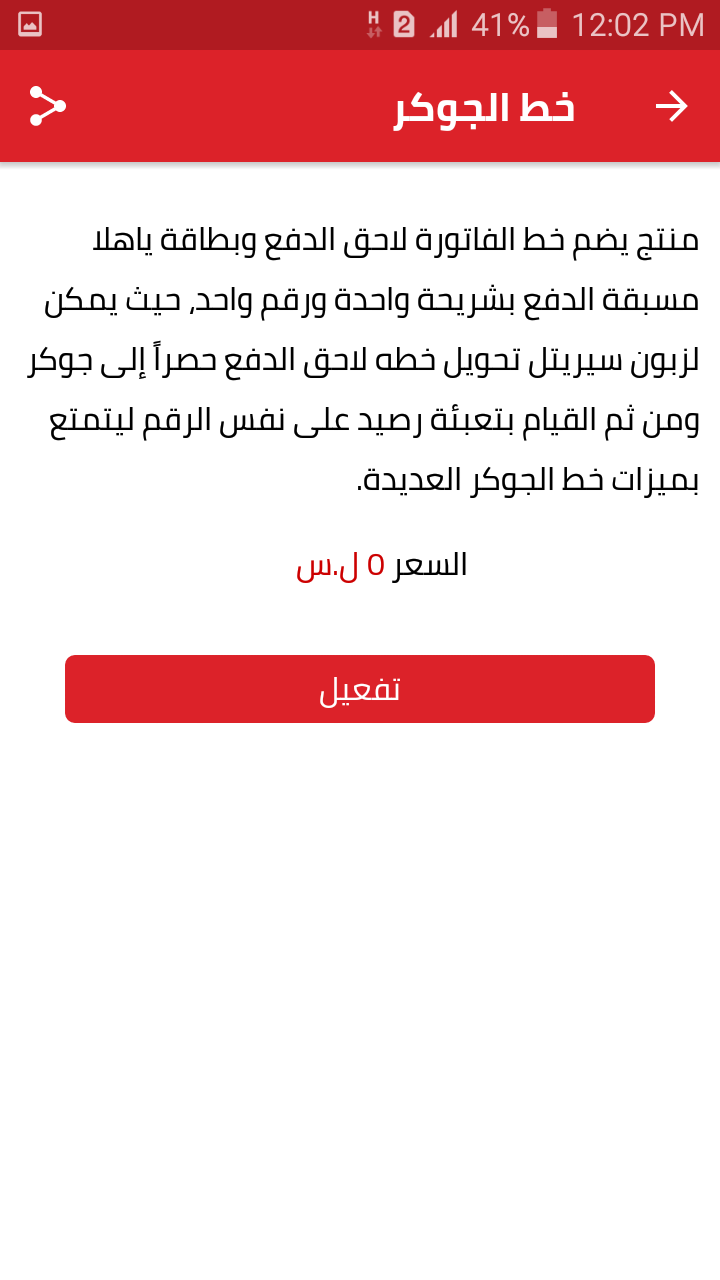 H 2 41% 12:02 PM
خط الجوكر
منتج يضم خط الفاتورة لاحق الدفع وبطاقة ياهلا
مسبقة الدفع بشريحة واحدة ورقم واحد، حيث يمكن
لزبون سيريتل تحويل خطه لاحق الدفع حصراً إلى جوكر
ومن ثم القيام بتعبئة رصيد على نفس الرقم ليتمتع
بميزات خط الجوكر العديدة.
السعر 0 ل.س
تفعيل